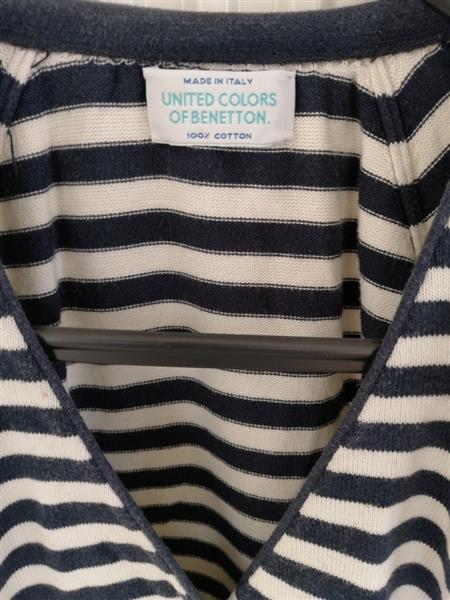 MADE IN ITALY
UNITED COLORS
OF BENETTON.
100% COTTON